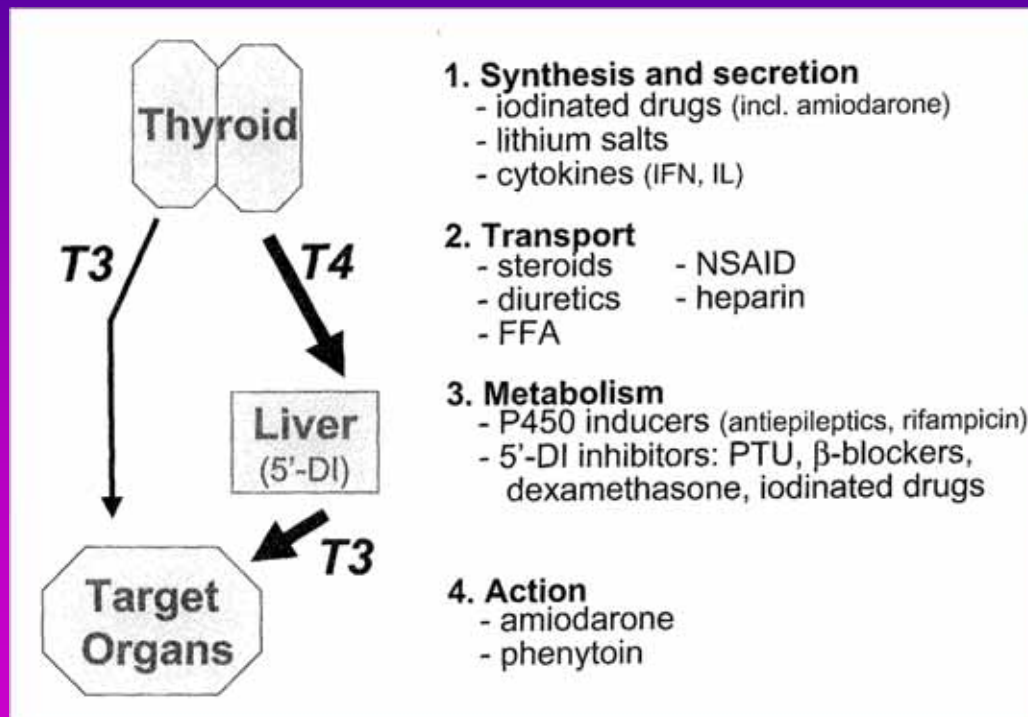 Thyroid
T3
T4
Liver
(5'-DI)
T3
Target
Organs
1. Synthesis and secretion
- iodinated drugs (incl. amiodarone)
- lithium salts
- cytokines (IFN, IL)
2. Transport
- steroids - NSAID
- diuretics - heparin
- FFA
3. Metabolism
- P450 inducers (antiepileptics, rifampicin)
- 5'-DI inhibitors: PTU, β-blockers,
dexamethasone, iodinated drugs
4. Action
- amiodarone
- phenytoin